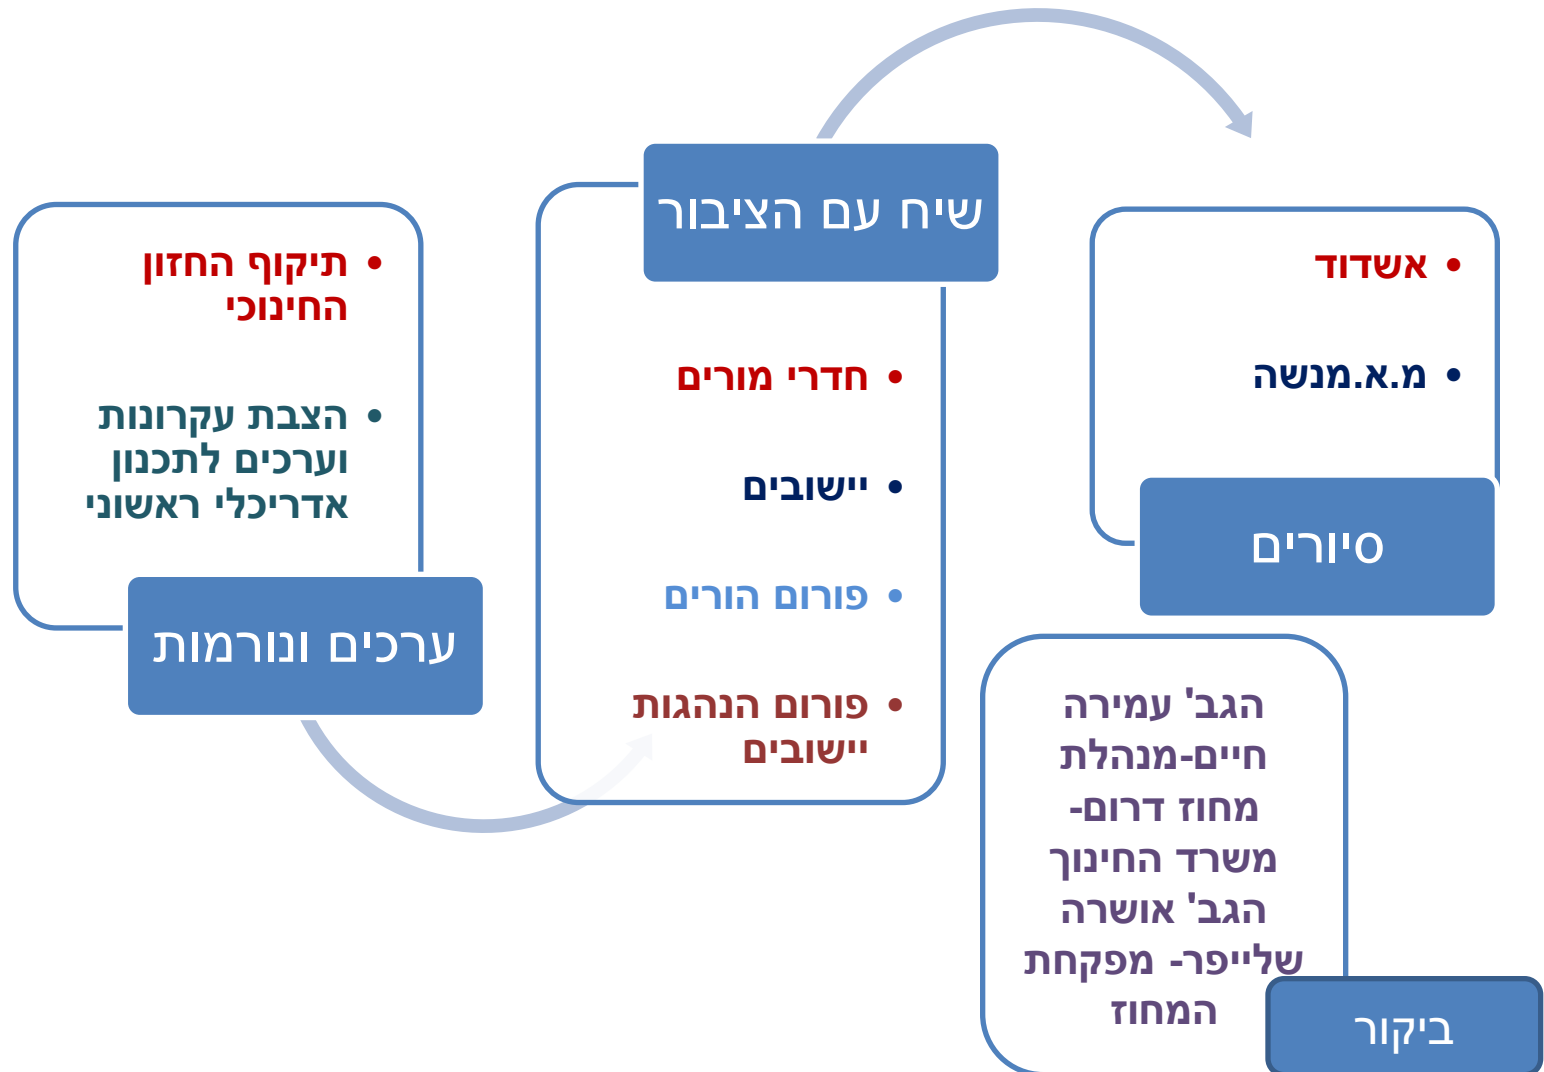 אשדוד
מ.א.מנשה
סיורים
שיח עם הציבור
חדרי מורים
יישובים
פורום הורים
פורום הנהגות
יישובים
תיקוף החזון
החינוכי
הצבת עקרונות
וערכים לתכנון
אדריכלי ראשוני
ערכים ונורמות
הגב' עמירה
חיים-מנהלת
מחוז דרום-
משרד החינוך
הגב' אושרה
שלייפר- מפקחת
המחוז
ביקור